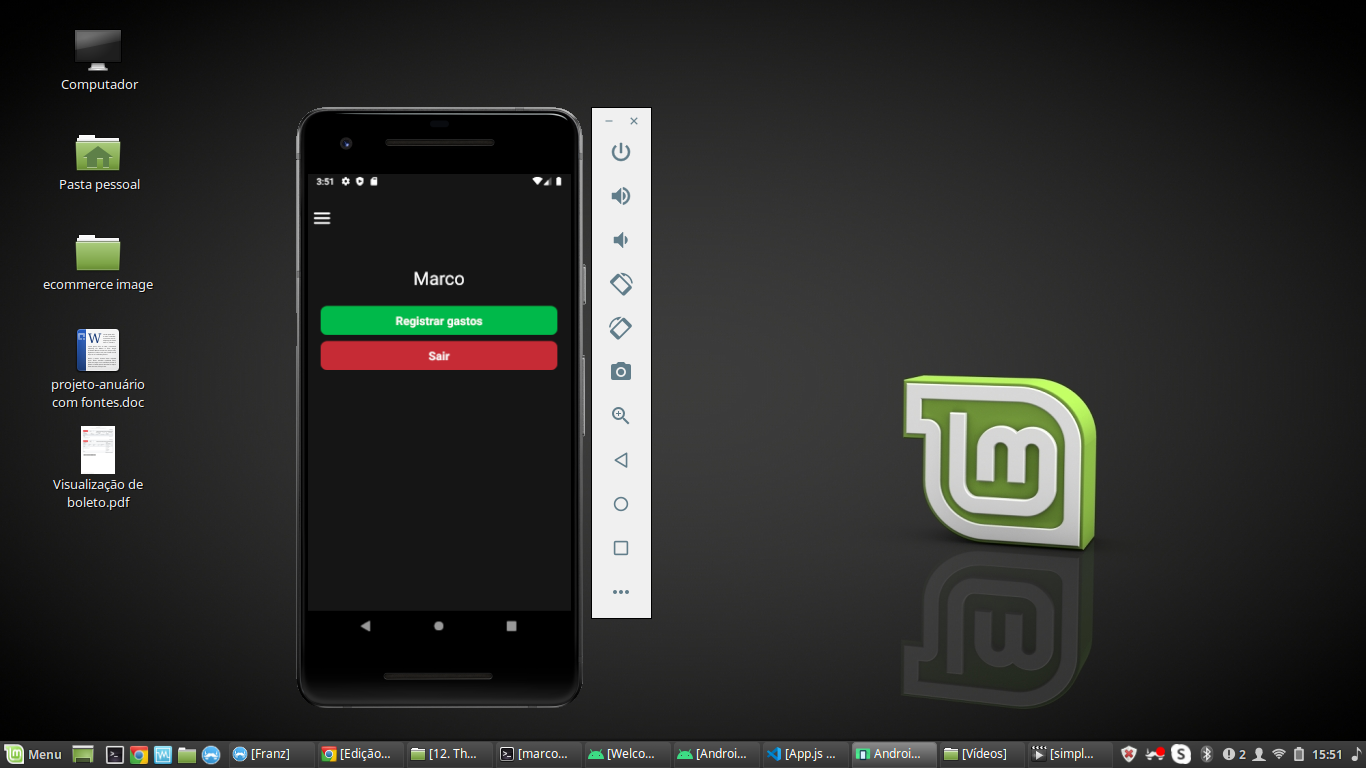 Computador
Pasta pessoal
ecommerce image
projeto-anuário
com fontes.doc
Visualização de
boleto.pdf
3:51
Marco
Registrar gastos
Sair
Menu
[Franz]
[Edição...
[12. Th...
[marco...
[Welco...
[Androi...
[App.js ...
Androi...
[Vídeos]
[simpl...
2
15:51